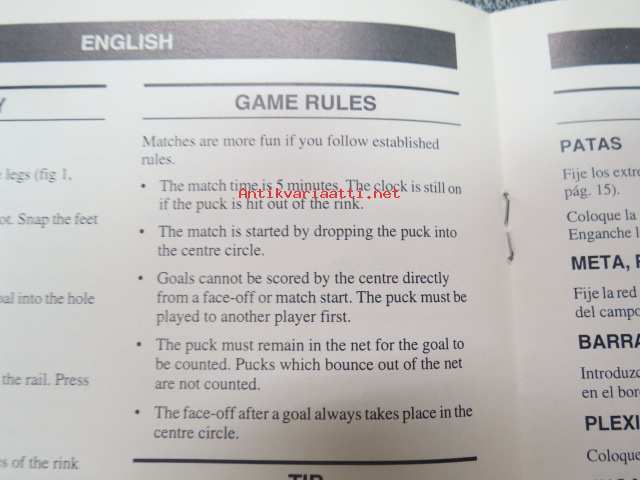 ENGLISH
legs (fig 1,
Snap the feet
into the hole
the rail. Press
of the rink
GAME RULES
Matches are more fun if you follow established
rules.
• The match time is 5 minutes. The clock is still on
if the puck is hit out of the rink.
• The match is started by dropping the puck into
the centre circle.
• Goals cannot be scored by the centre directly
from a face-off or match start. The puck must be
played to another player first.
• The puck must remain in the net for the goal to
be counted. Pucks which bounce out of the net
are not counted.
• The face-off after a goal always takes place in the
centre circle.
TIP
Antikvariaatti.net
PATAS
Fije los extre
pág. 15).
Coloque la
Enganche l
META,
Fije la red
del campo
BARRA
Introduzc
en el bor
PLEXI
Coloque